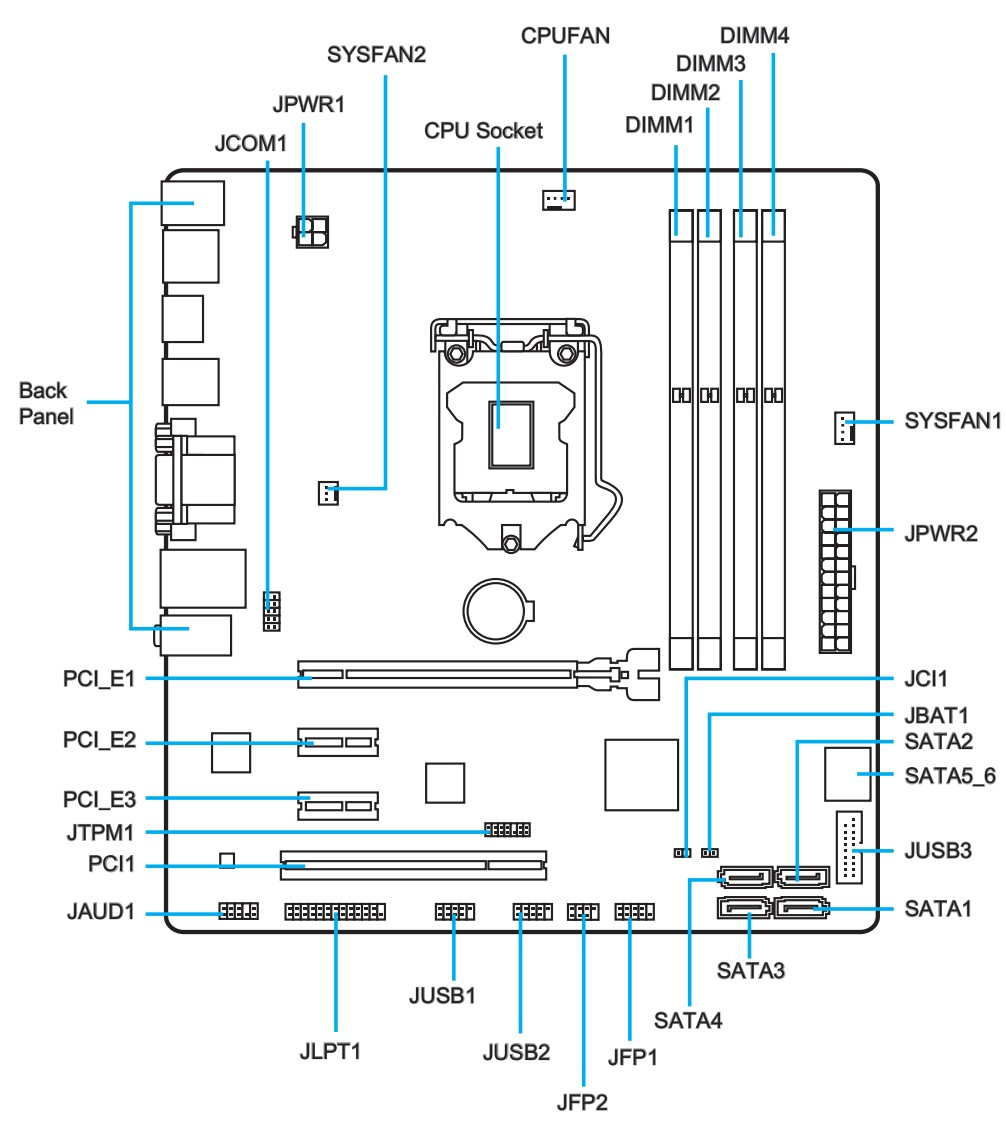 CPUFAN
DIMM4
SYSFAN2
DIMM3
DIMM2
JPWR1
DIMM1
CPU Socket
JCOM1
Back
Panel
SYSFAN1
JPWR2
PCI_E1
JCI1
JBAT1
PCI_E2
SATA2
SATA5_6
PCI_E3
JTPM1
JUSB3
PCI1
JAUD1
SATA1
SATA3
JUSB1
SATA4
JLPT1
JUSB2
JFP1
JFP2